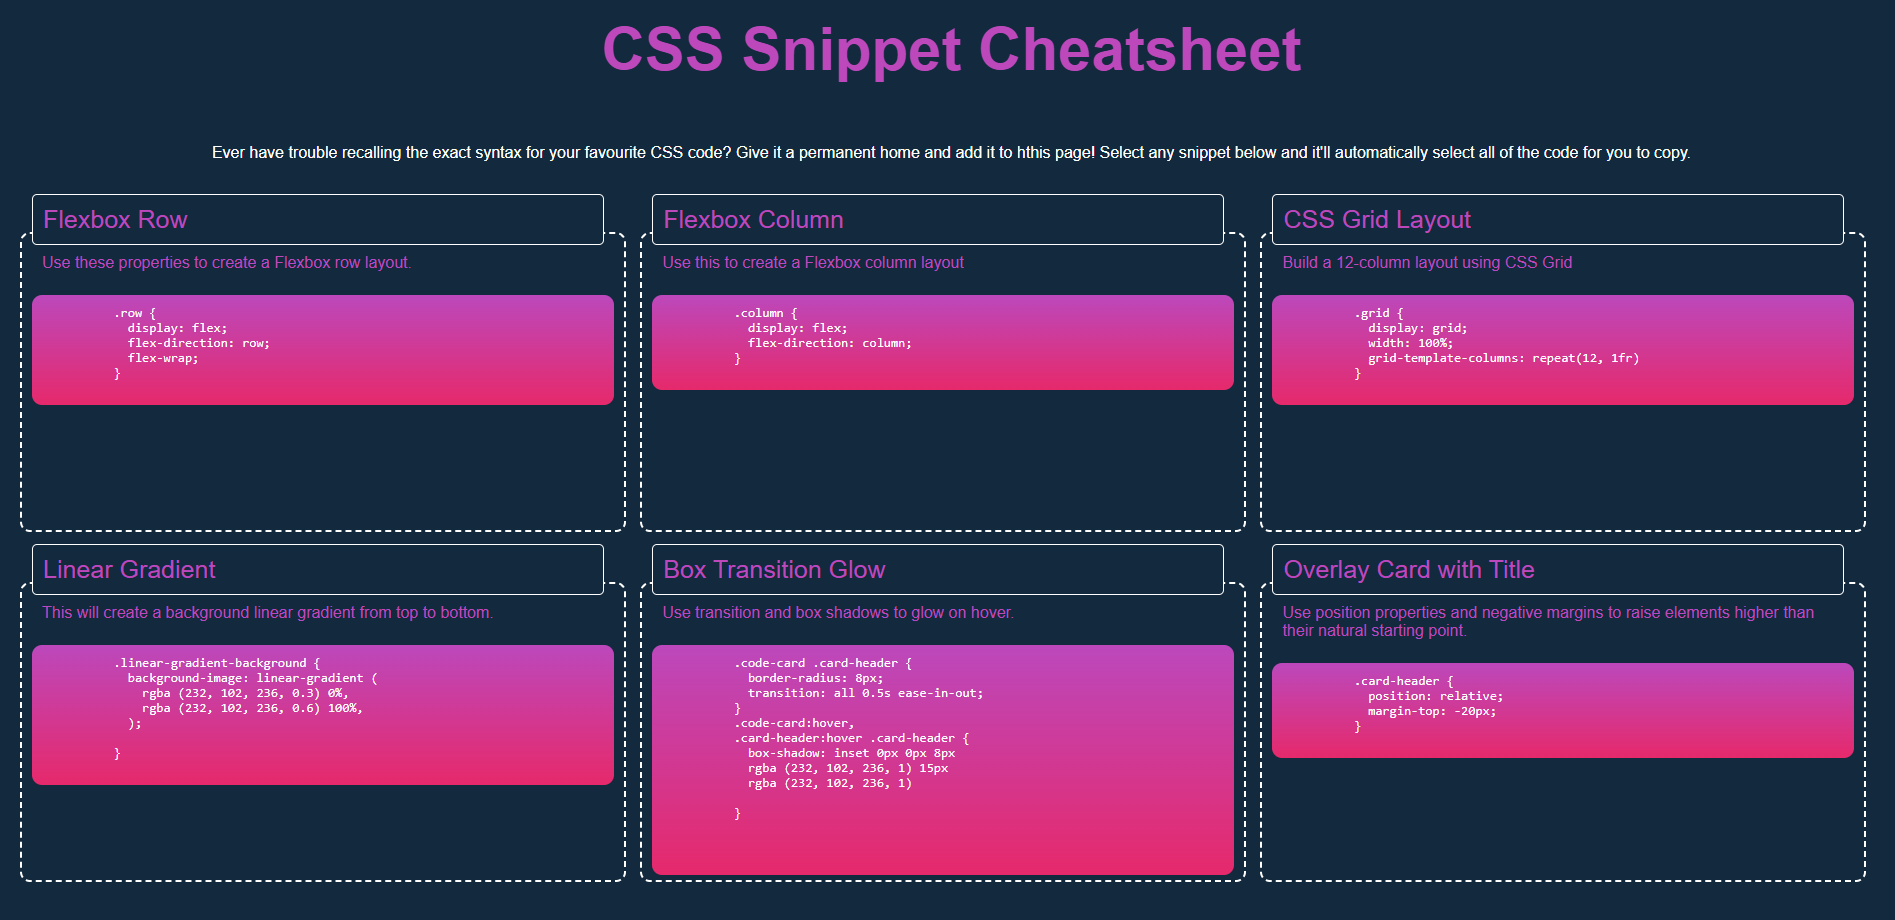 CSS Snippet Cheatsheet
Ever have trouble recalling the exact syntax for your favourite CSS code? Give it a permanent home and add it to hthis page! Select any snippet below and it'll automatically select all of the code for you to copy.
Flexbox Row
Use these properties to create a Flexbox row layout.
.row {
  display: flex;
  flex-direction: row;
  flex-wrap;
}
Flexbox Column
Use this to create a Flexbox column layout
.column {
  display: flex;
  flex-direction: column;
}
CSS Grid Layout
Build a 12-column layout using CSS Grid
.grid {
  display: grid;
  width: 100%;
  grid-template-columns: repeat(12, 1fr)
}
Linear Gradient
This will create a background linear gradient from top to bottom.
.linear-gradient-background {
  background-image: linear-gradient (
    rgba (232, 102, 236, 0.3) 0%,
    rgba (232, 102, 236, 0.6) 100%,
  );
}
Box Transition Glow
Use transition and box shadows to glow on hover.
.code-card .card-header {
  border-radius: 8px;
  transition: all 0.5s ease-in-out;
}
.code-card:hover,
.card-header:hover .card-header {
  box-shadow: inset 0px 0px 8px
  rgba (232, 102, 236, 1) 15px
  rgba (232, 102, 236, 1)
}
Overlay Card with Title
Use position properties and negative margins to raise elements higher than
their natural starting point.
.card-header {
  position: relative;
  margin-top: -20px;
}